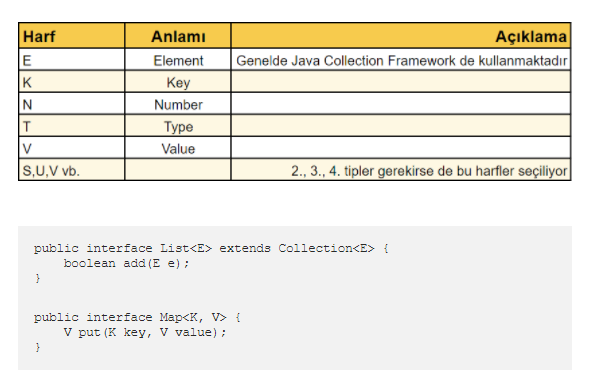 Harf Anlamı Açıklama
E Element Genelde Java Collection Framework de kullanmaktadır
K Key
N Number
T Type
V Value
S,U,V vb. 2., 3., 4. tipler gerekirse de bu harfler seçiliyor
public interface List<E> extends Collection<E> {
    boolean add(E e);
}
public interface Map<K, V> {
    V put(K key, V value);
}